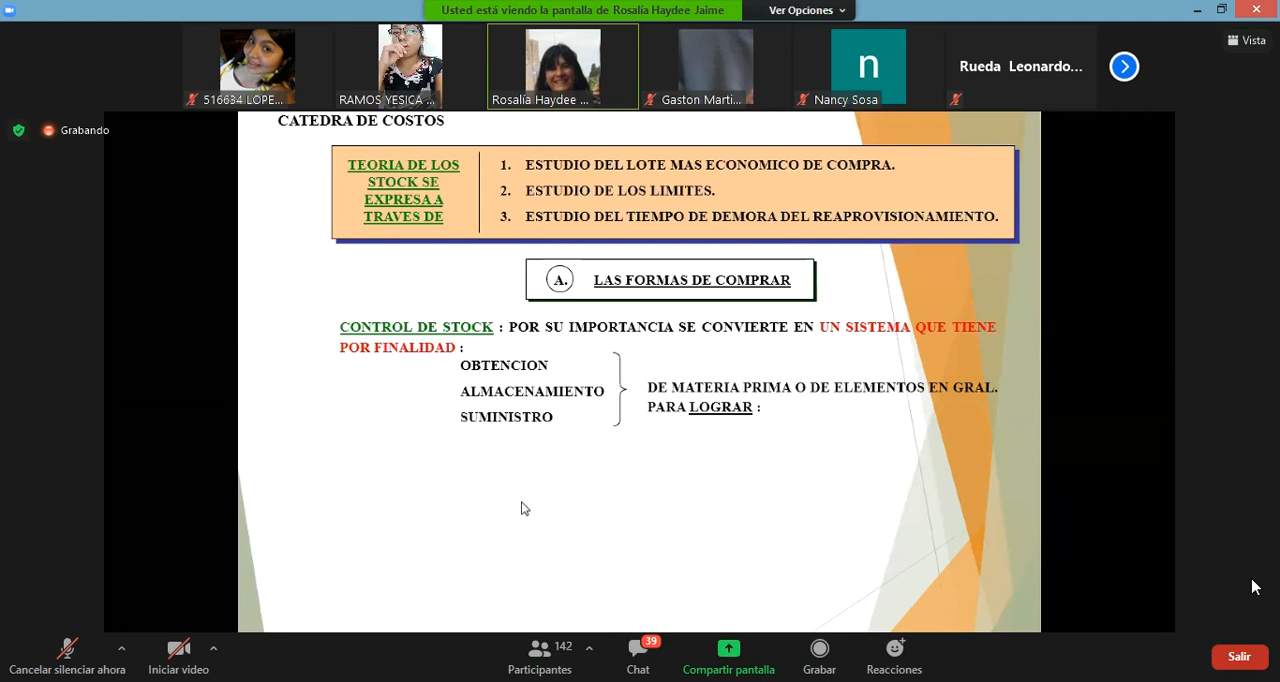 Usted está viendo la pantalla de Rosalía Haydee Jaime
Ver Opciones
Vista
516634 LOPE...
RAMOS YESICA ...
Rosalía Haydee ...
Gaston Marti...
n
Nancy Sosa
Rueda Leonardo...
Grabando
CATEDRA DE COSTOS
TEORIA DE LOS
STOCK SE
EXPRESA A
TRAVES DE
1. ESTUDIO DEL LOTE MAS ECONOMICO DE COMPRA.
2. ESTUDIO DE LOS LIMITES.
3. ESTUDIO DEL TIEMPO DE DEMORA DEL REAPROVISIONAMIENTO.
A. LAS FORMAS DE COMPRAR
CONTROL DE STOCK : POR SU IMPORTANCIA SE CONVIERTE EN UN SISTEMA QUE TIENE
POR FINALIDAD :
OBTENCION
ALMACENAMIENTO
SUMINISTRO
DE MATERIA PRIMA O DE ELEMENTOS EN GRAL.
PARA LOGRAR :
Cancelar silenciar ahora
Iniciar video
142
Participantes
39
Chat
Compartir pantalla
Grabar
Reacciones
Salir